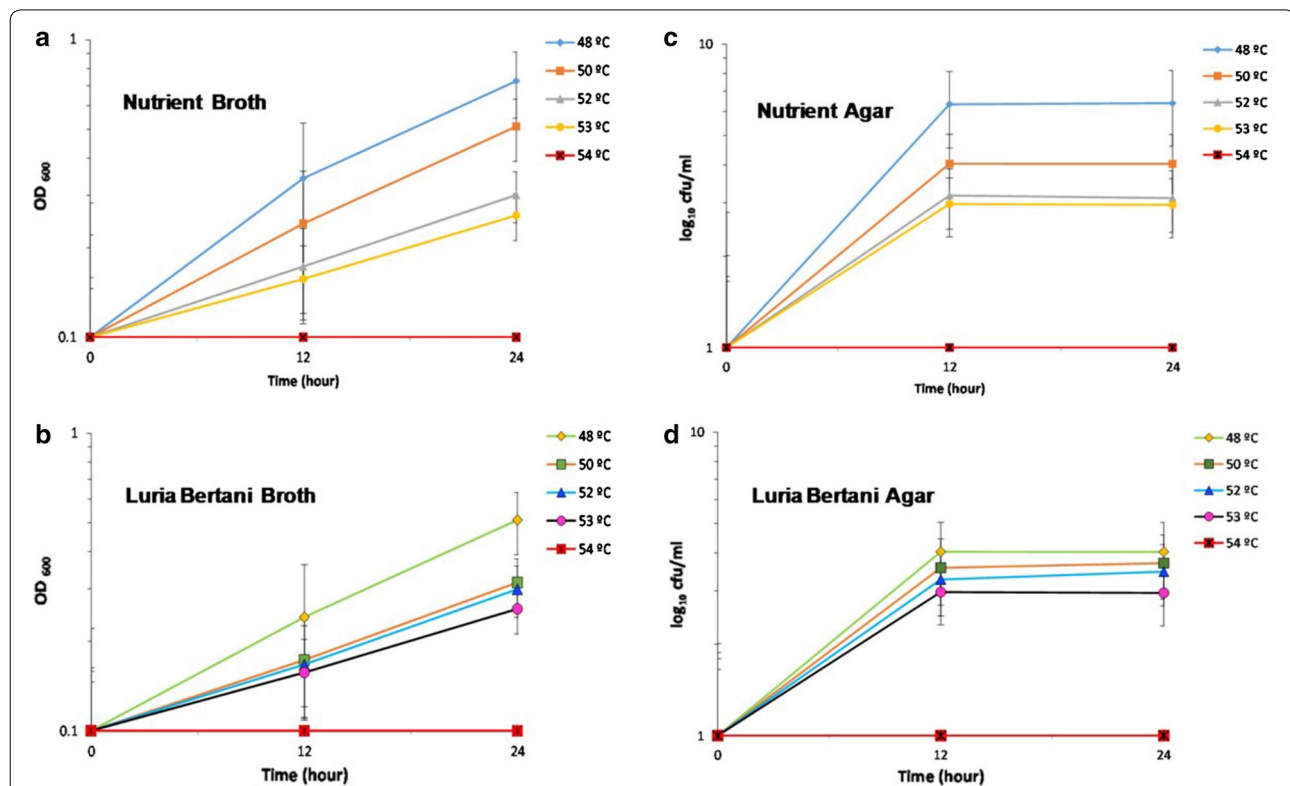 a
1
Nutrient Broth
OD 600
0.1
0
12
24
Time (hour)
48 ºC
50 ºC
52 ºC
53 ºC
54 ºC
c
10
Nutrient Agar
log10 cfu/ml
1
0
12
24
Time (hour)
48 ºC
50 ºC
52 ºC
53 ºC
54 ºC
b
1
Luria Bertani Broth
OD 600
0.1
0
12
24
Time (hour)
48 ºC
50 ºC
52 ºC
53 ºC
54 ºC
d
10
Luria Bertani Agar
log10 cfu/ml
1
0
12
24
Time (hour)
48 ºC
50 ºC
52 ºC
53 ºC
54 ºC